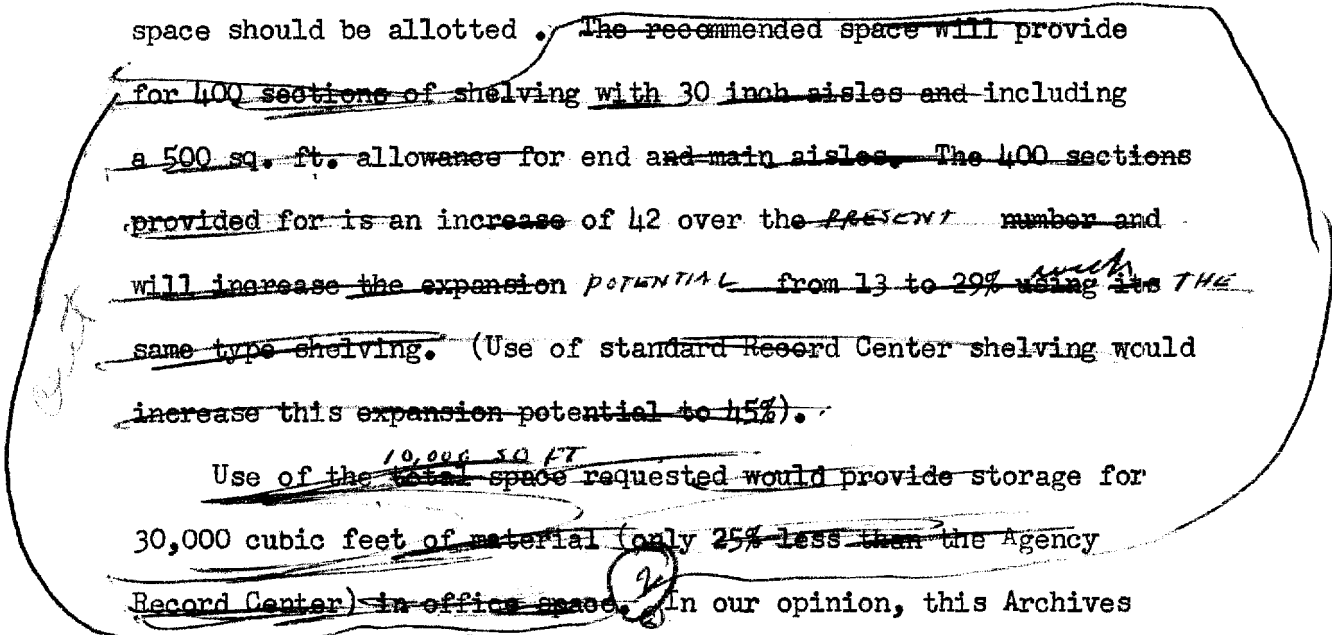 space should be allotted . The recommended space will provide
for 400 sections of shelving with 30 inch aisles and including
a 500 sq. ft. allowance for end and main aisles. The 400 sections
provided for is an increase of 42 over the PRESENT number and
will increase the expansion POTENTIAL from 13 to 29% using its THE
same type shelving. (Use of standard Record Center shelving would
increase this expansion potential to 45%).
10,000 SQ FT
Use of the total space requested would provide storage for
30,000 cubic feet of material (only 25% less than the Agency
Record Center) in office space. 2 In our opinion, this Archives